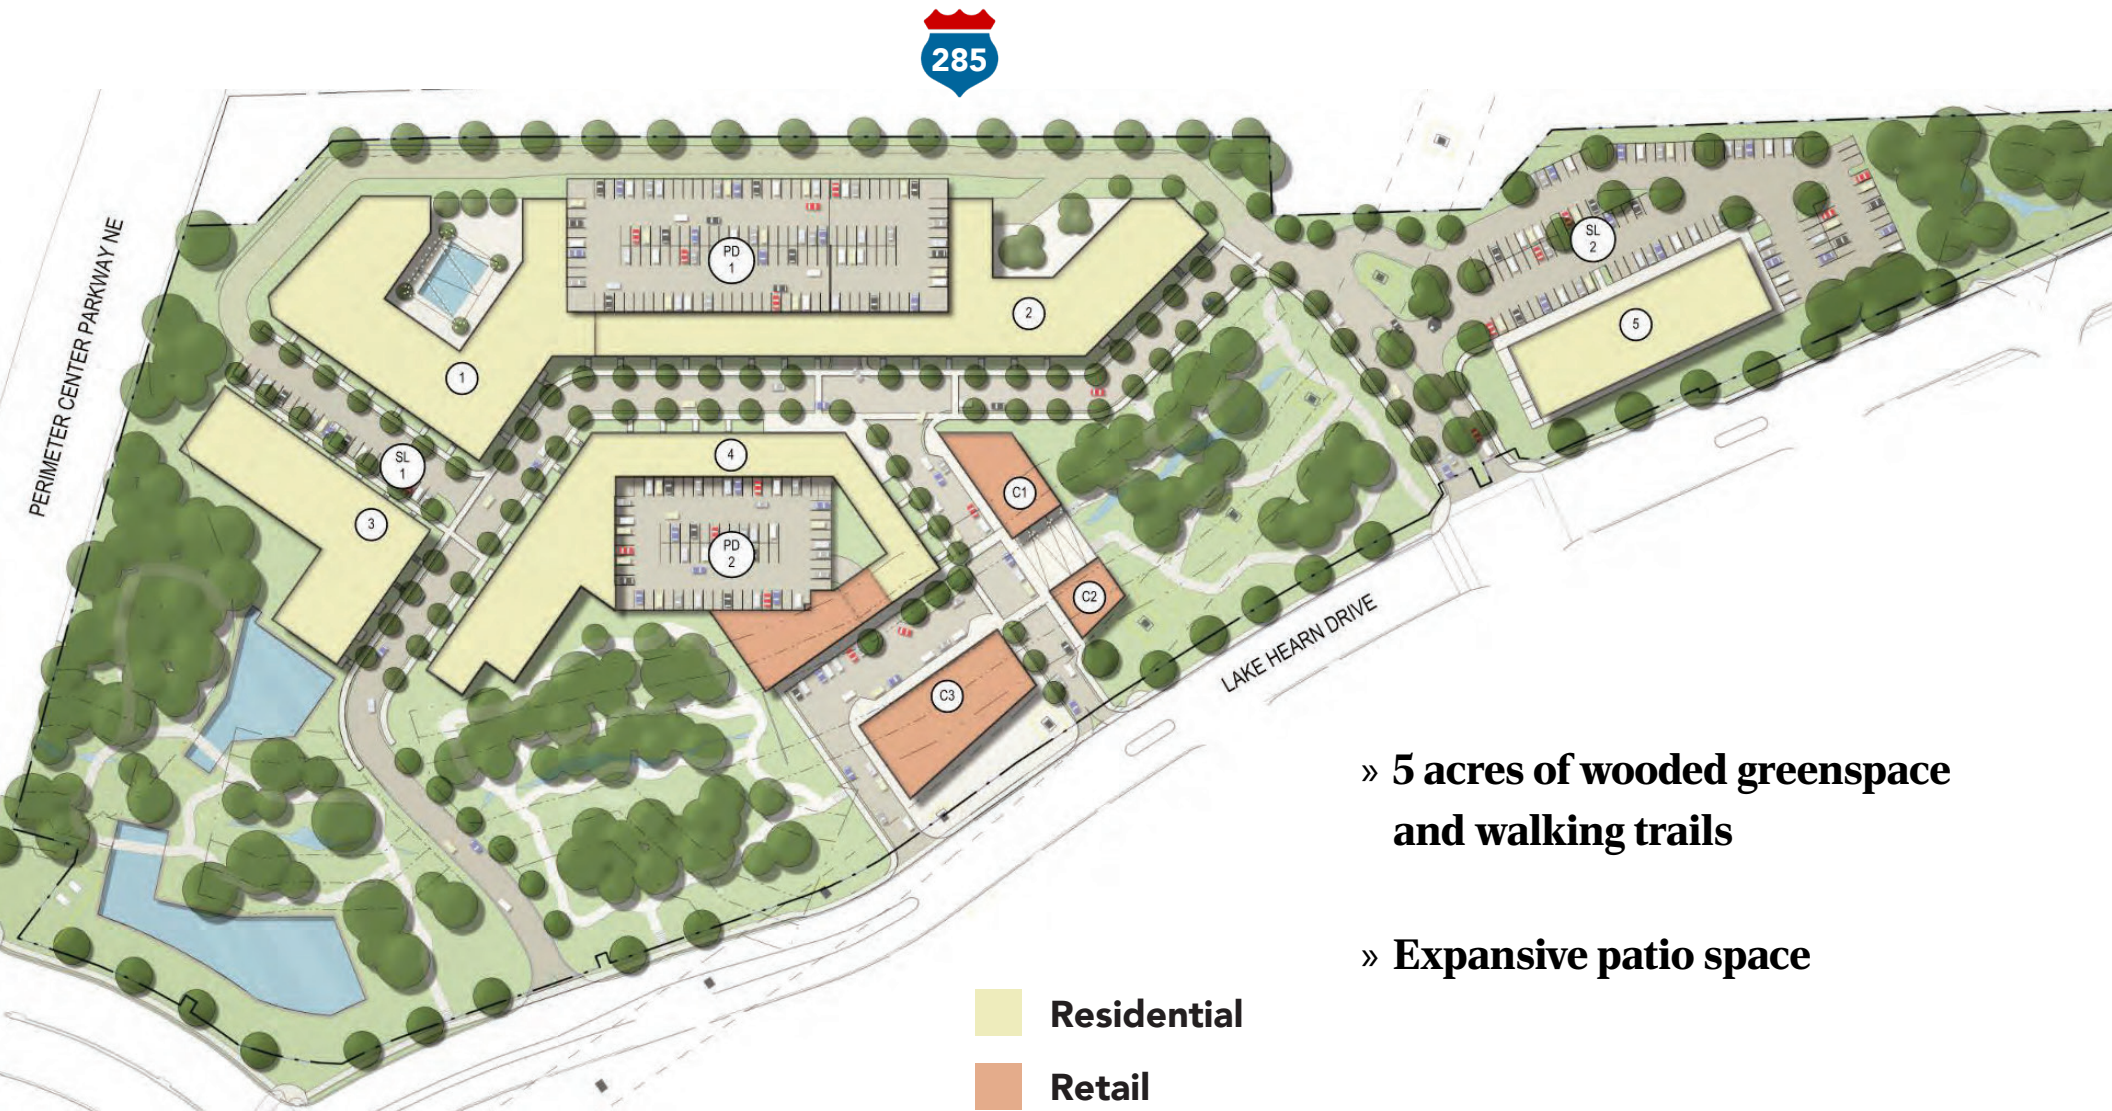 285
PERIMETER CENTER PARKWAY NE
PD
1
SL
2
2
5
1
4
SL
1
C1
3
PD
2
C2
C3
LAKE HEARN DRIVE
» 5 acres of wooded greenspace
and walking trails
» Expansive patio space
Residential
Retail